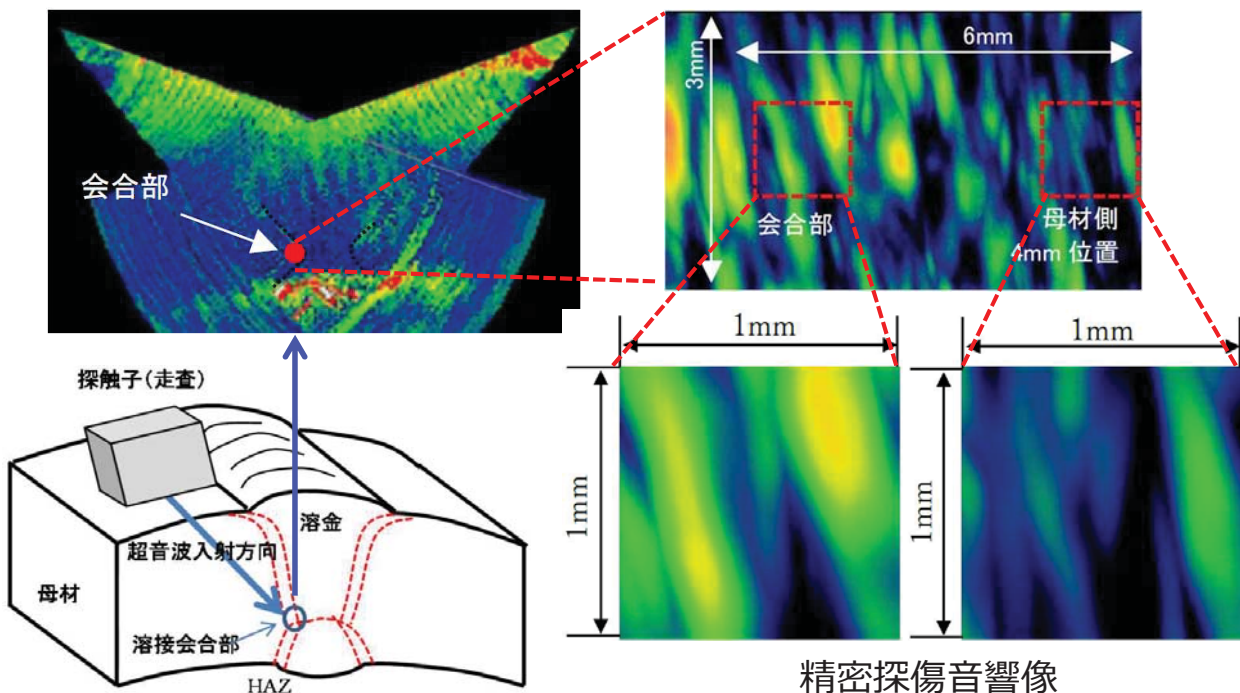 会合部
6mm
3mm
会合部
母材側
4mm 位置
探触子(走査)
溶金
超音波入射方向
母材
溶接会合部
HAZ
1mm
1mm
1mm
1mm
精密探傷音響像